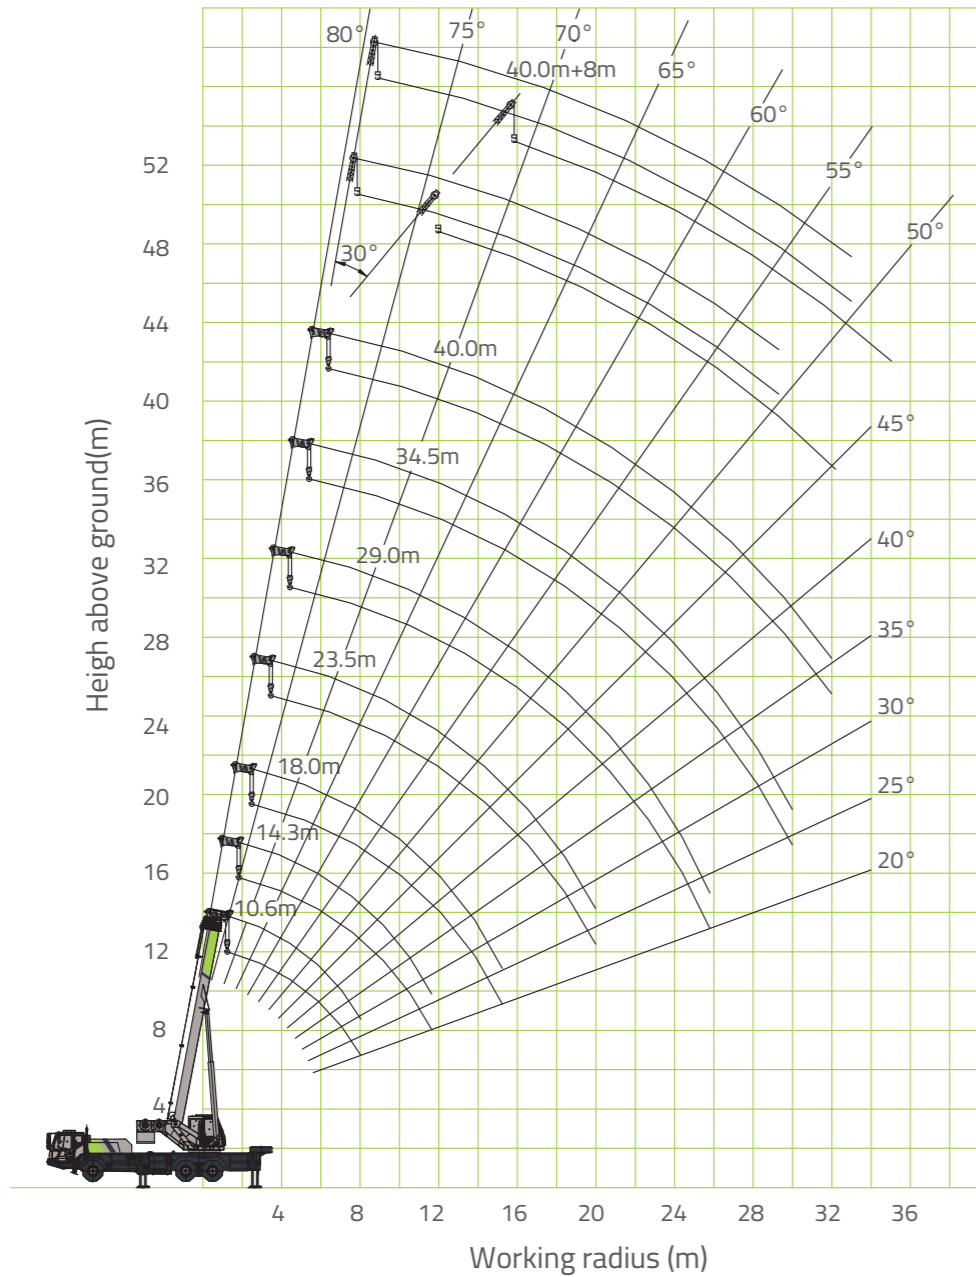 80°
75°
70°
40.0m+8m
65°
60°
55°
50°
30°
52
48
44
40
36
32
28
24
20
16
12
8
4
Heigh above ground(m)
40.0m
34.5m
29.0m
23.5m
18.0m
14.3m
10.6m
45°
40°
35°
30°
25°
20°
4 8 12 16 20 24 28 32 36
Working radius (m)